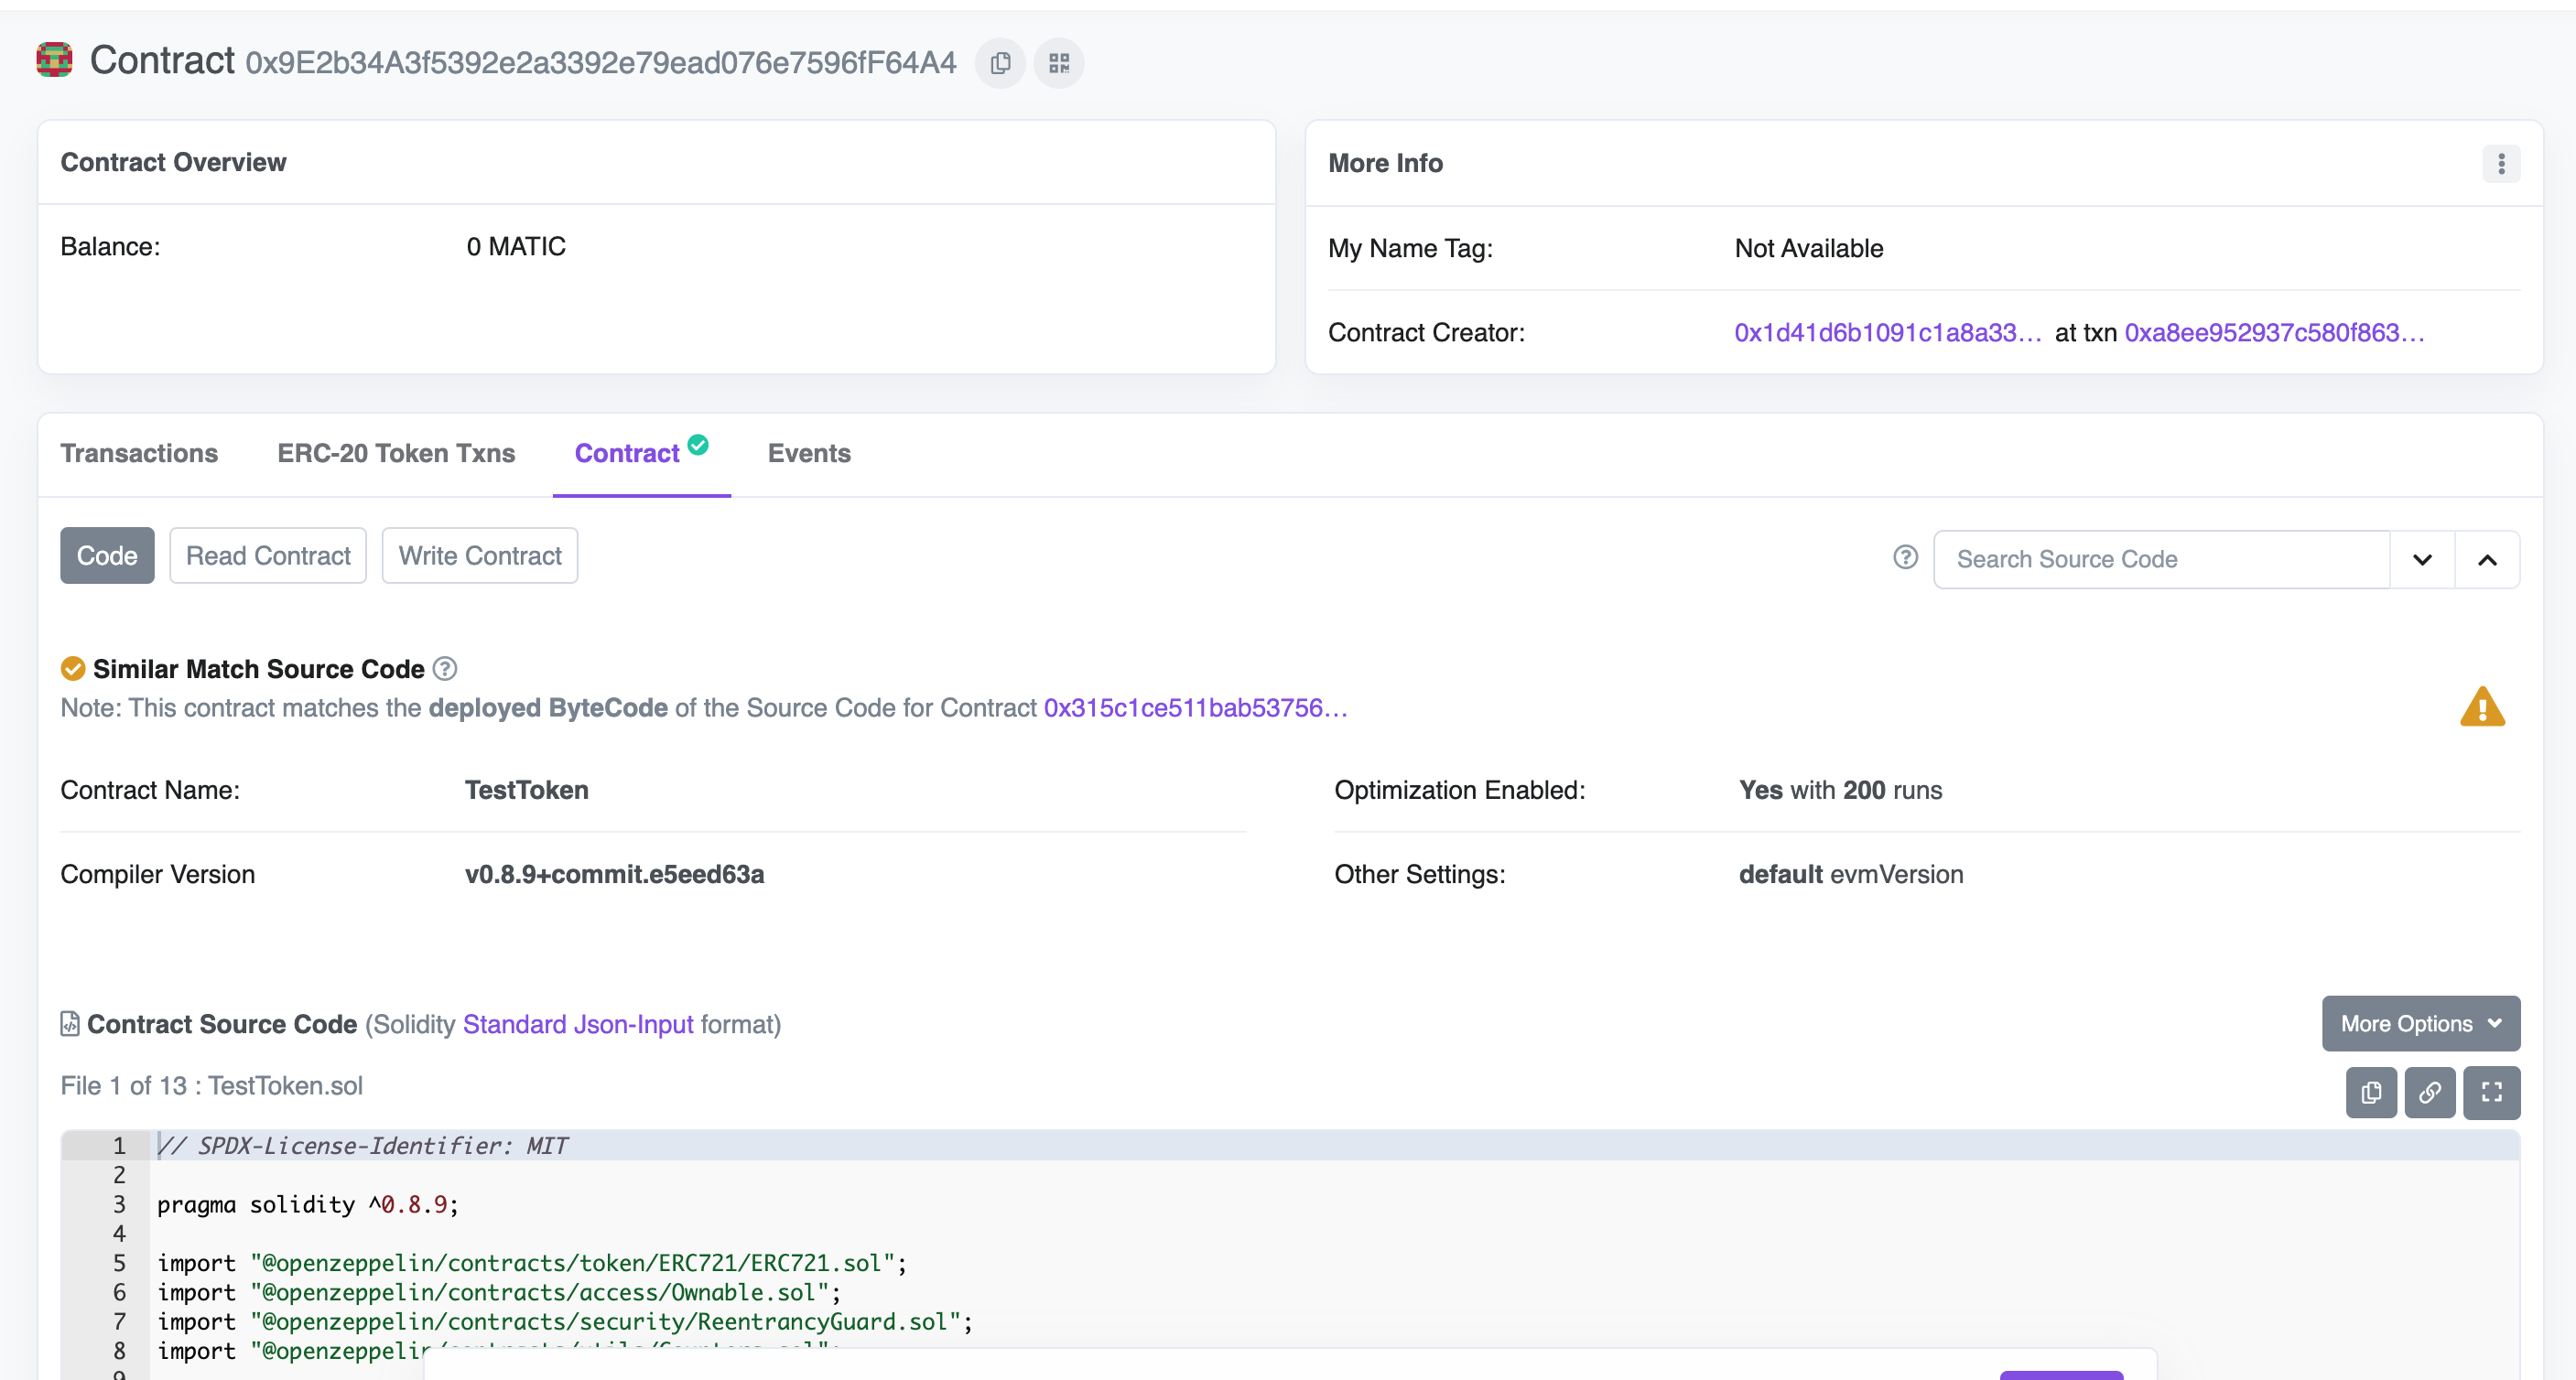 Contract 0x9E2b34A3f5392e2a3392e79ead076e7596fF64A4
Contract Overview
Balance: 0 MATIC
More Info
My Name Tag: Not Available
Contract Creator: 0x1d41d6b1091c1a8a33... at txn 0xa8ee952937c580f863...
Transactions ERC-20 Token Txns Contract Events
Code Read Contract Write Contract Search Source Code
Similar Match Source Code
Note: This contract matches the deployed ByteCode of the Source Code for Contract 0x315c1ce511bab53756...
Contract Name: TestToken
Optimization Enabled: Yes with 200 runs
Compiler Version v0.8.9+commit.e5eed63a
Other Settings: default evmVersion
Contract Source Code (Solidity Standard Json-Input format)
More Options
File 1 of 13 : TestToken.sol
1 // SPDX-License-Identifier: MIT
2
3 pragma solidity ^0.8.9;
4
5 import "@openzeppelin/contracts/token/ERC721/ERC721.sol";
6 import "@openzeppelin/contracts/access/Ownable.sol";
7 import "@openzeppelin/contracts/security/ReentrancyGuard.sol";
8 import "@openzeppelin/contracts/utils/Counters.sol";
9